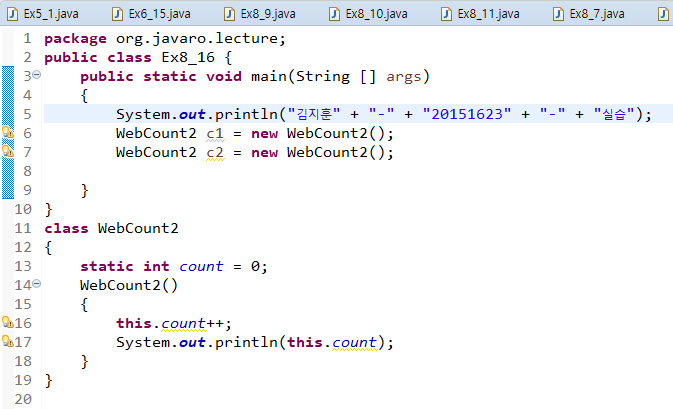 Ex5_1.java Ex6_15.java Ex8_9.java Ex8_10.java Ex8_11.java Ex8_7.java
1 package org.javaro.lecture;
2 public class Ex8_16 {
3 public static void main(String [] args)
4 {
5 System.out.println("김지훈" + "-" + "20151623" + "-" + "실습");
6 WebCount2 c1 = new WebCount2();
7 WebCount2 c2 = new WebCount2();
8
9 }
10 }
11 class WebCount2
12 {
13 static int count = 0;
14 WebCount2()
15 {
16 this.count++;
17 System.out.println(this.count);
18 }
19 }
20